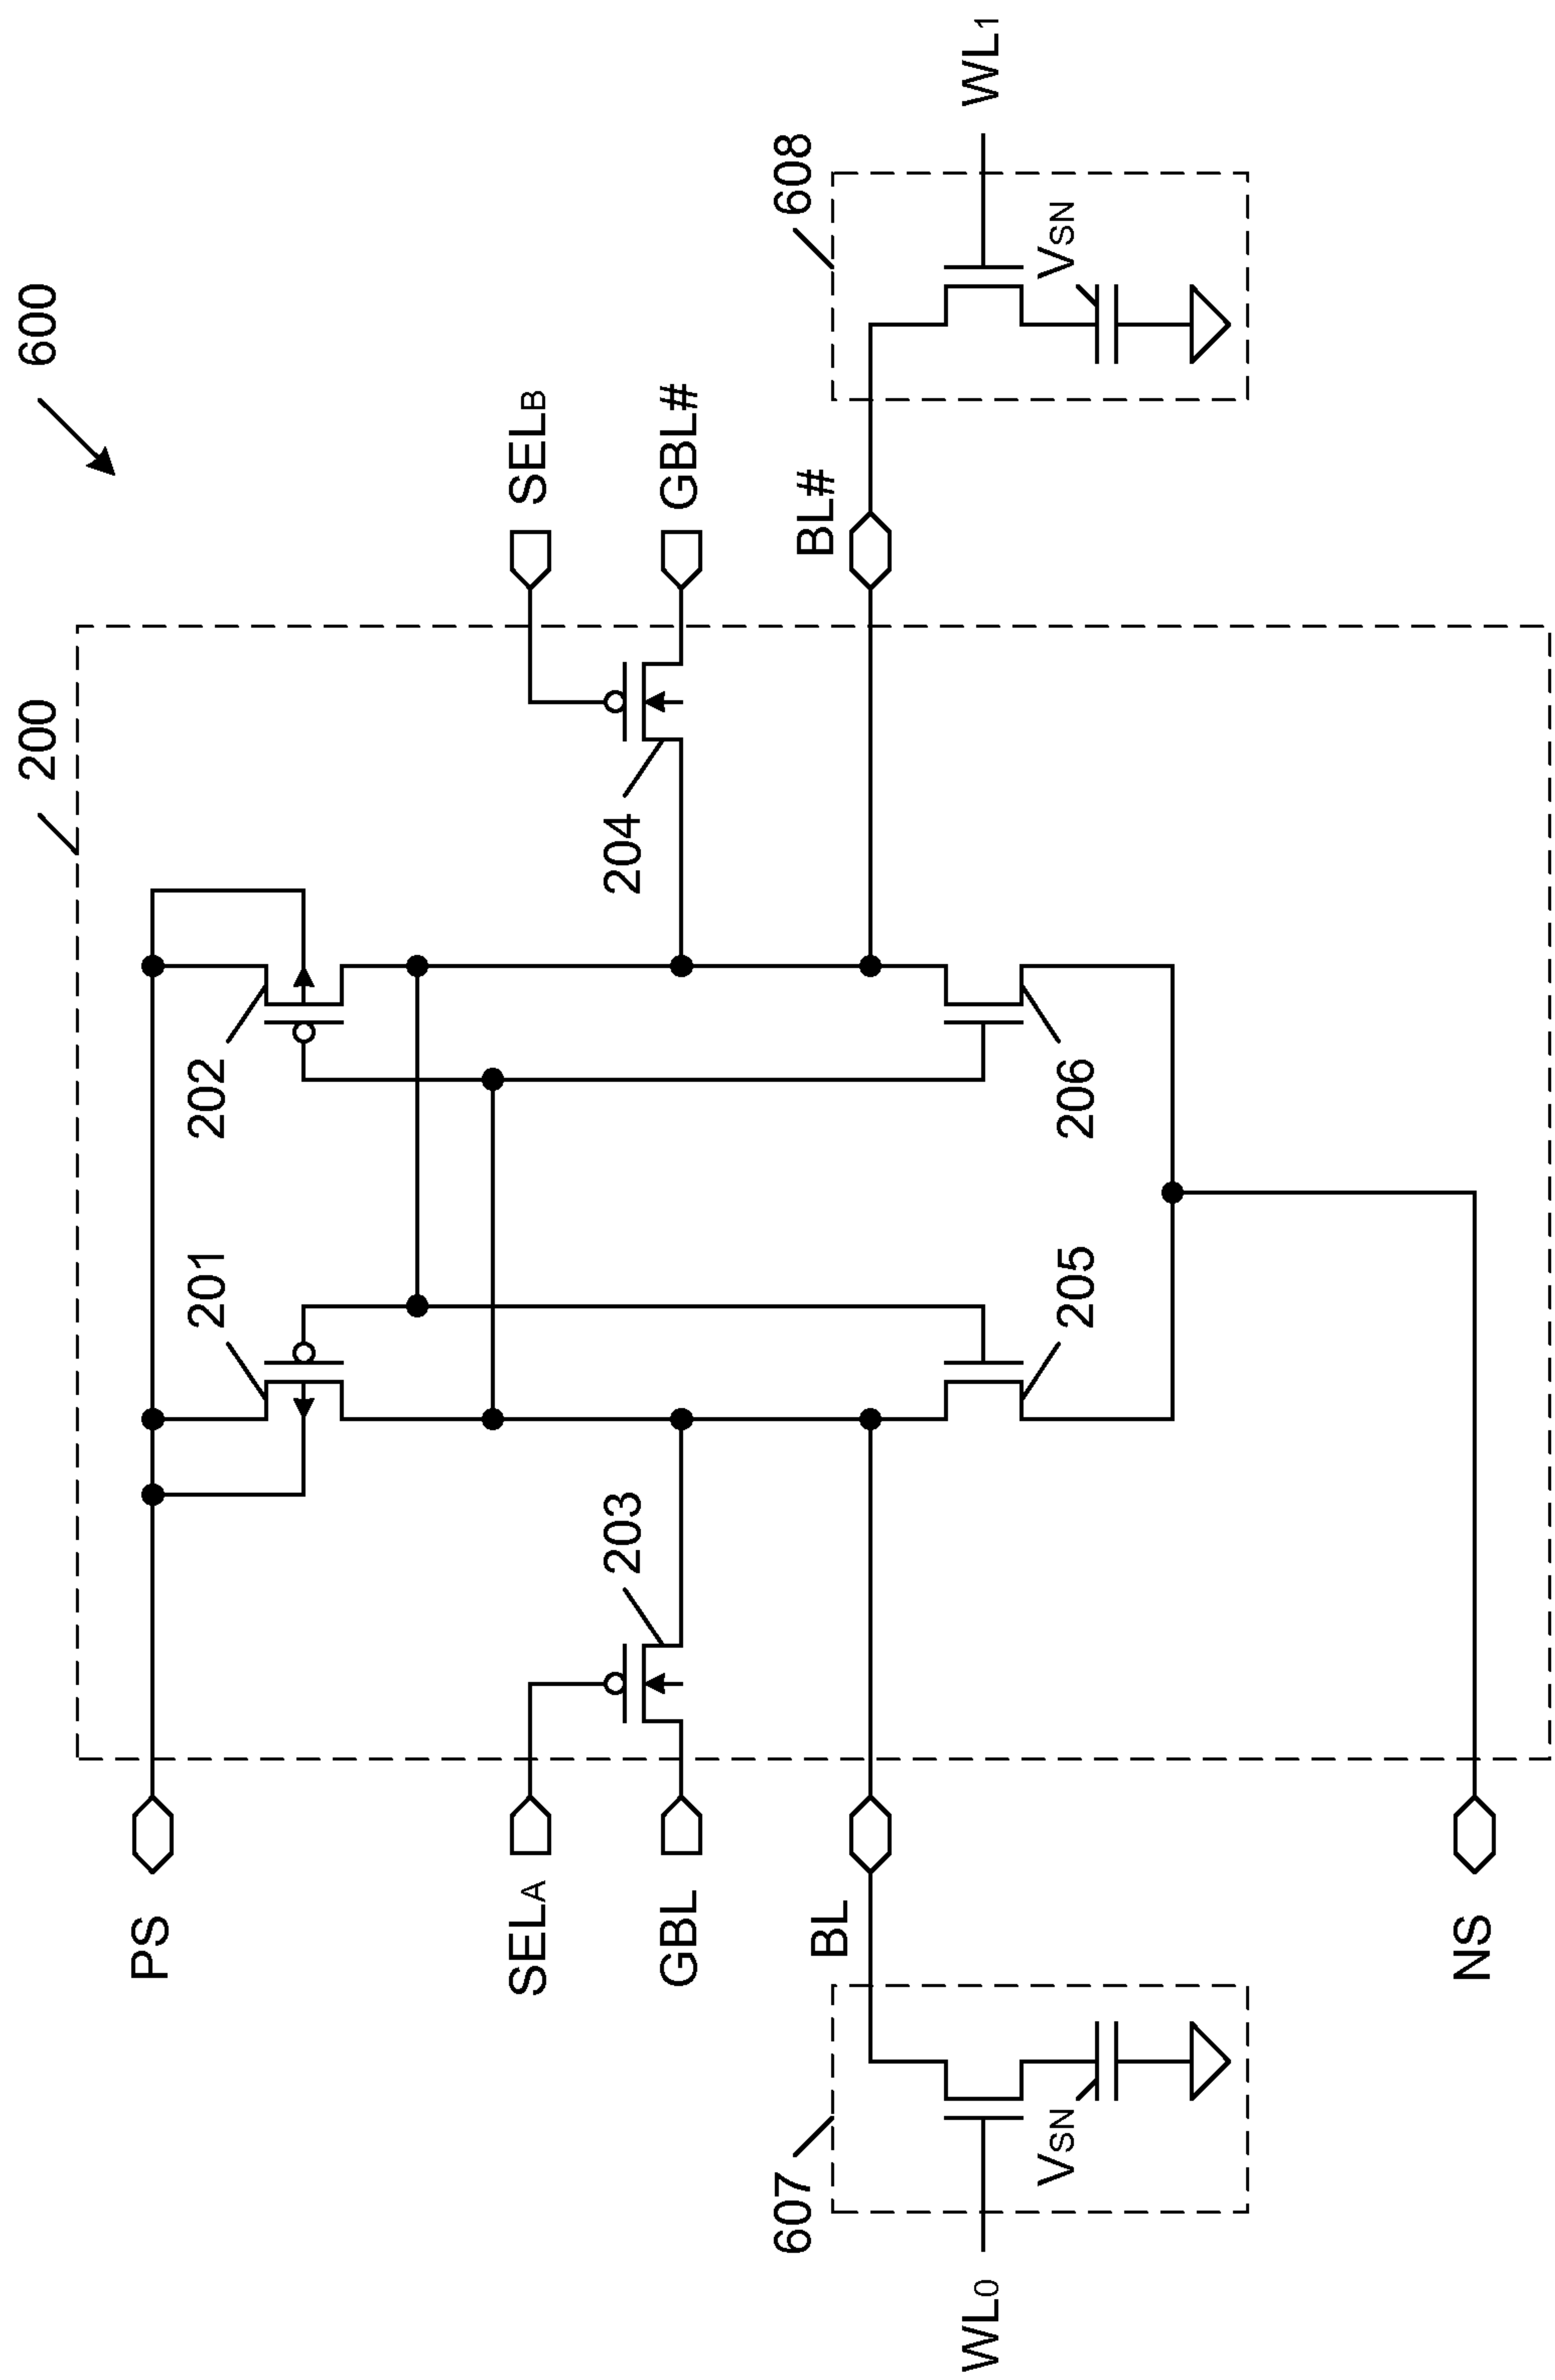 600
200
PS
201
202
SELA
SELB
GBL
203
204
GBL#
BL
BL#
607
608
WL0
VSN
205
206
VSN
WL1
NS